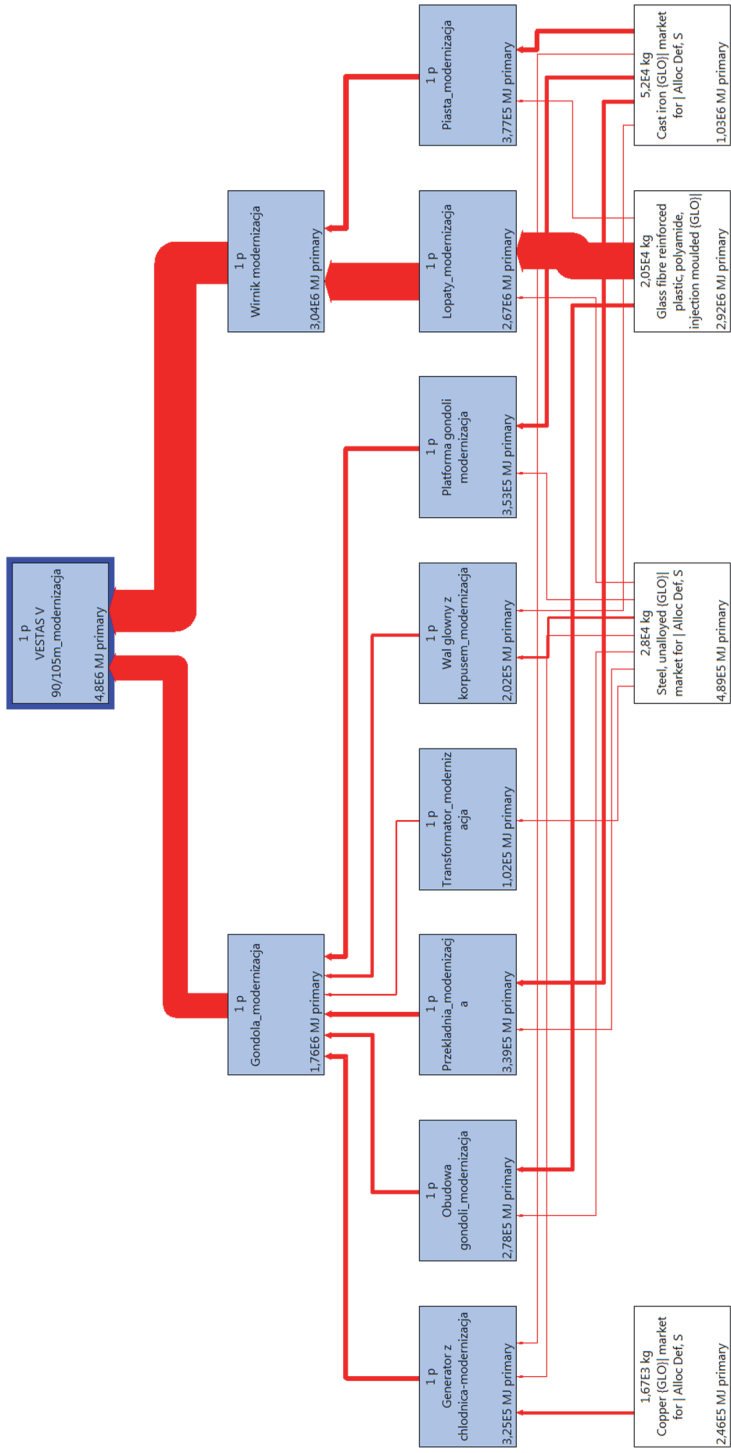 1 p
VESTAS V
90/105m_modernizacja
4,8E6 MJ primary
1 p
Gondola_modernizacja
1,76E6 MJ primary
1 p
Wirnik modernizacja
3,04E6 MJ primary
1 p
Generator z
chlodnica-modernizacja
3,25E5 MJ primary
1 p
Obudowa
gondoli_modernizacja
2,78E5 MJ primary
1 p
Przekladnia_modernizacj
a
3,39E5 MJ primary
1 p
Transformator_moderniz
acja
1,02E5 MJ primary
1 p
Wal glowny z
korpusem_modernizacja
2,02E5 MJ primary
1 p
Platforma gondoli
modernizacja
3,53E5 MJ primary
1 p
Lopaty_modernizacja
2,67E6 MJ primary
1 p
Piasta_modernizacja
3,77E5 MJ primary
1,67E3 kg
Copper {GLO}| market
for | Alloc Def, S
2,46E5 MJ primary
2,8E4 kg
Steel, unalloyed {GLO}|
market for | Alloc Def, S
4,89E5 MJ primary
2,05E4 kg
Glass fibre reinforced
plastic, polyamide,
injection moulded {GLO}|
2,92E6 MJ primary
5,2E4 kg
Cast iron {GLO}| market
for | Alloc Def, S
1,03E6 MJ primary